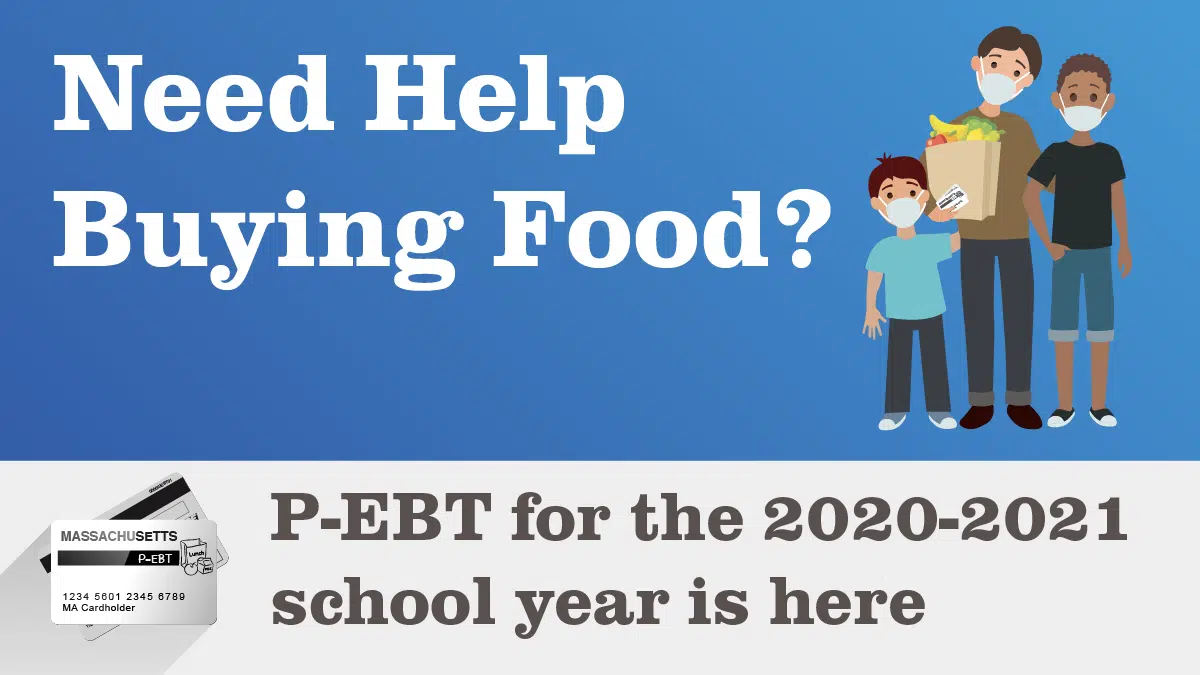 Need Help
Buying Food?
P-EBT for the 2020-2021
school year is here
MASSACHUSETTS
P-EBT
Lunch
1234 5601 2345 6789
MA Cardholder